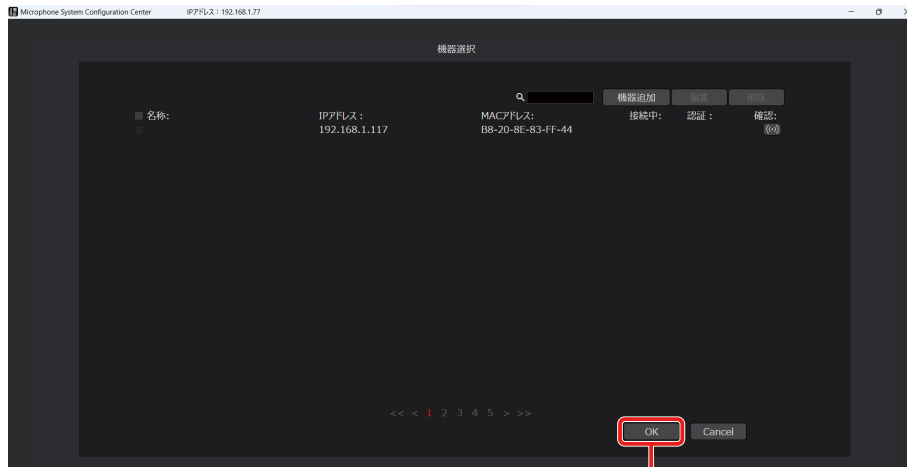 Microphone System Configuration Center IPアドレス：192.168.1.77
機器選択
機器追加 編集 削除
名称: IPアドレス： MACアドレス: 接続中: 認証： 確認:
192.168.1.117 B8-20-8E-83-FF-44
<< < 1 2 3 4 5 > >>
OK Cancel